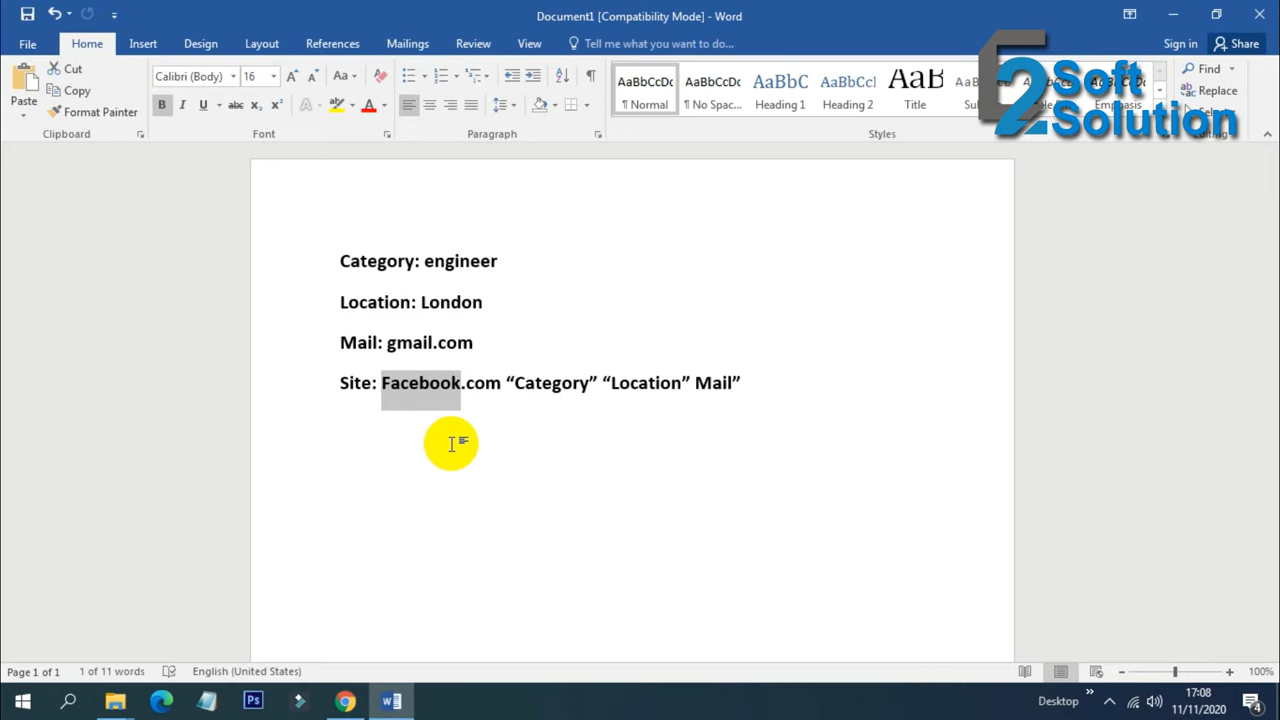 Document1 [Compatibility Mode] - Word
File Home Insert Design Layout References Mailings Review View Tell me what you want to do... Sign in Share
Paste
Cut
Copy
Format Painter
Clipboard
Calibri (Body) 16
Font
Paragraph
AaBbCcDc AaBbCcDc AaBbC AaBbCcl AaB
¶ Normal ¶ No Spac... Heading 1 Heading 2 Title Emphasis
Styles
Find
Replace
2 Soft
Solution
Category: engineer
Location: London
Mail: gmail.com
Site: Facebook.com “Category” “Location” Mail”
Page 1 of 1 1 of 11 words English (United States) 100%
Ps Desktop 17:08
11/11/2020 4